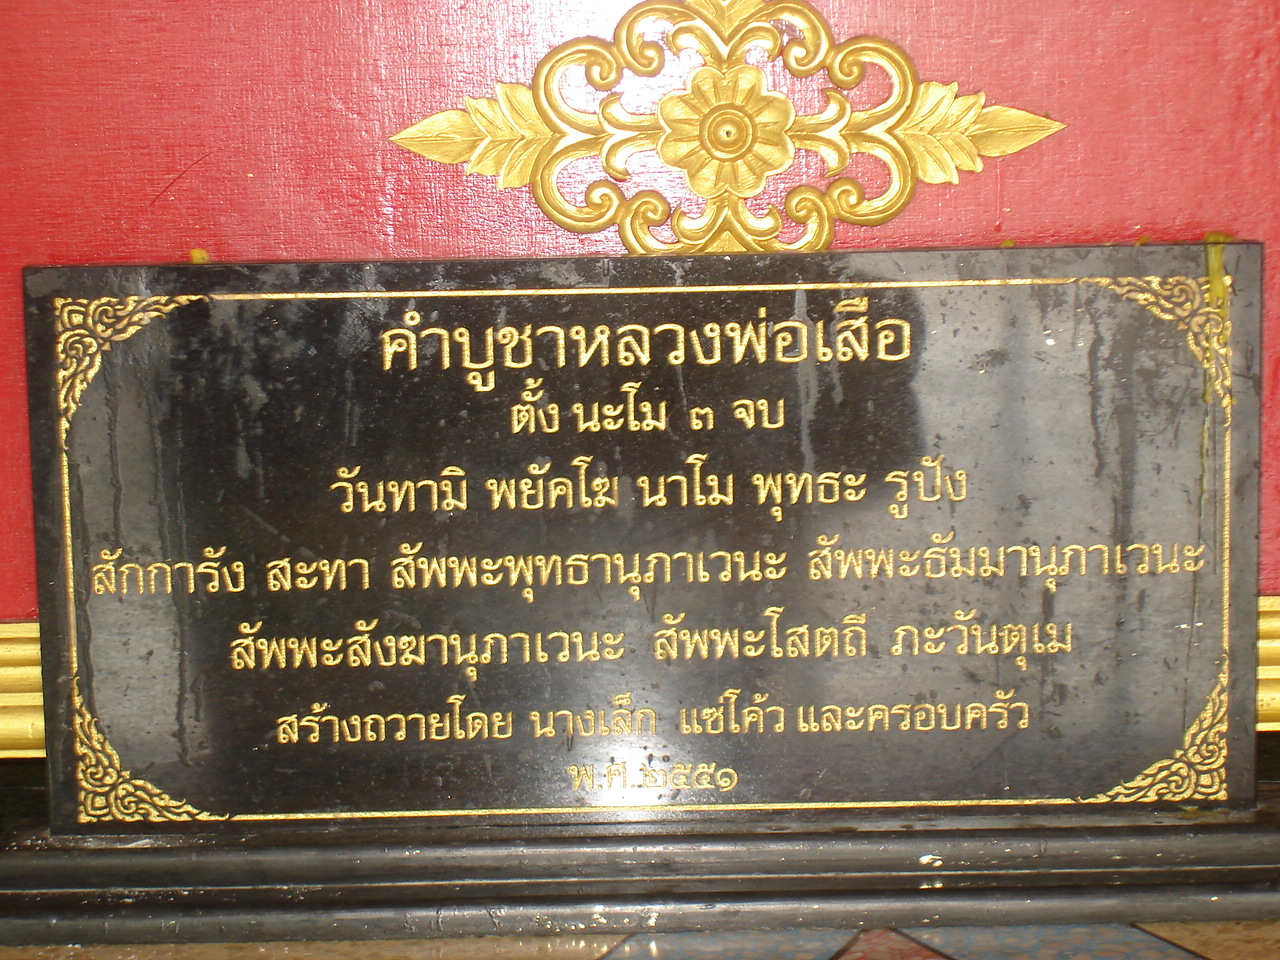 คำบูชาหลวงพ่อเสือ
ตั้ง นะโม ๓ จบ
วันทามิ พยัคโฆ นาโม พุทธะ รูปัง
สักการัง สะทา สัพพะพุทธานุภาเวนะ สัพพะธัมมานุภาเวนะ
สัพพะสังฆานุภาเวนะ สัพพะโสตถี ภะวันตุเม
สร้างถวายโดย นางเล็ก แซ่โค้ว และครอบครัว
พ.ศ.๒๕๕๑